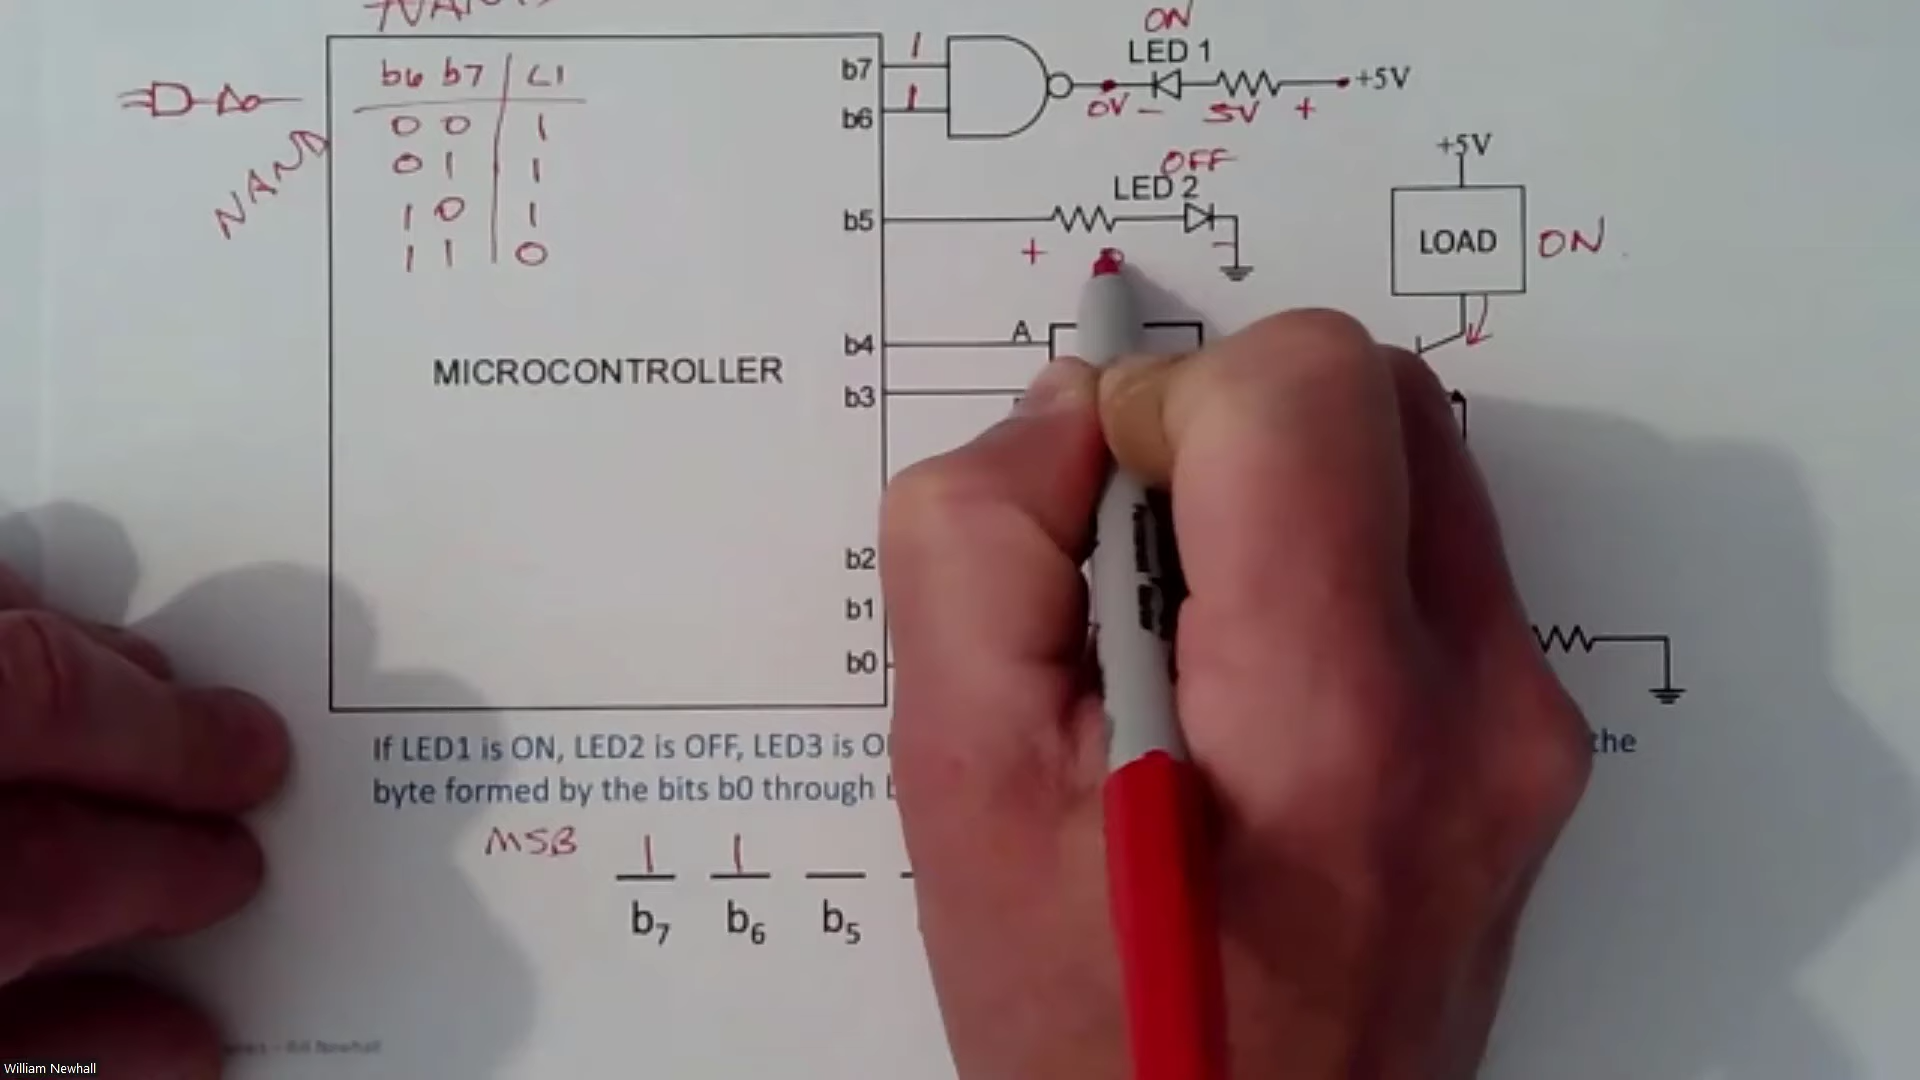 ON
LED 1
b6 b7 L1
b7 1
+5V
0V - 5V +
0 0 1
b6 1
NAND
+5V
OFF
0 1 1
LED 2
1 0 1
b5
LOAD ON
1 1 0
+ -
A
b4
MICROCONTROLLER
b3
b2
b1
b0
If LED1 is ON, LED2 is OFF, LED3 is the
byte formed by the bits b0 through
MSB 1 1
b7 b6 b5
Bill Newhall
William Newhall